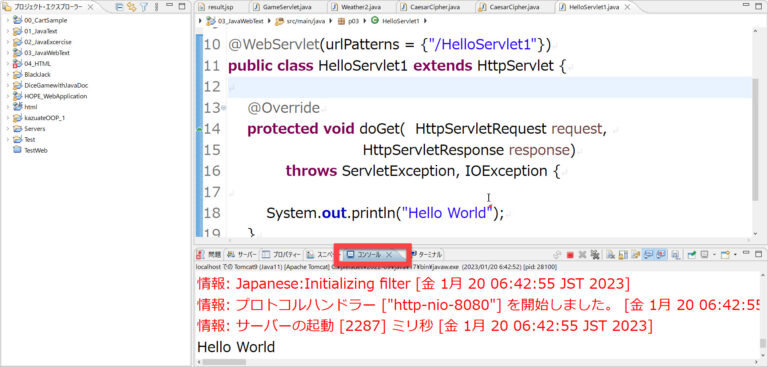 プロジェクト・エクスプローラー
00_CartSample
01_JavaText
02_JavaExercise
03_JavaWebText
04_HTML
BlackJack
DiceGamewithJavaDoc
HOPE_WebApplication
html
kazuateOOP_1
Servers
Test
TestWeb
result.jsp
GameServlet.java
CaesarCipher.java
CaesarCipher.java
HelloServlet1.java
03_JavaWebText
src/main/java
p03
HelloServlet1
10 @WebServlet(urlPatterns = {"/HelloServlet1"})
11 public class HelloServlet1 extends HttpServlet {
12
13 @Override
14 protected void doGet( HttpServletRequest request,
15 HttpServletResponse response)
16 throws ServletException, IOException {
17
18 System.out.println("Hello World");
19 }
問題 サーバー プロパティー スニペ コンソール ターミナル
localhost での Tomcat9 (Java11) [Apache Tomcat] (2023/01/20 6:42:52) [pid: 28100]
情報: Japanese:Initializing filter [金 1月 20 06:42:55 JST 2023]
情報: プロトコルハンドラー ["http-nio-8080"] を開始しました。 [金 1月 20 06:42:55
情報: サーバーの起動 [2287] ミリ秒 [金 1月 20 06:42:55 JST 2023]
Hello World